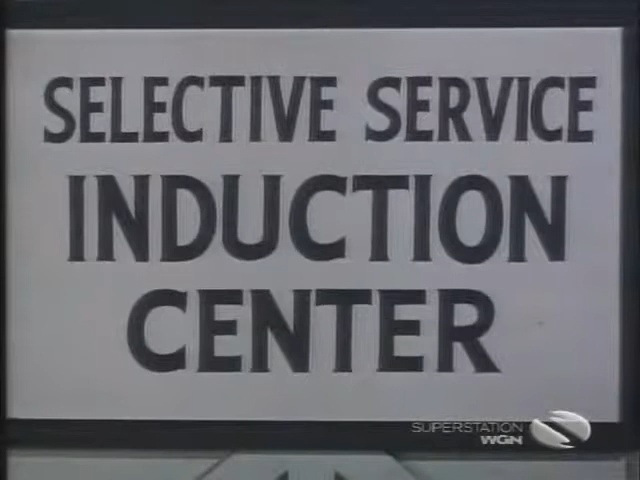 SELECTIVE SERVICE
INDUCTION
CENTER
SUPERSTATION
WGN